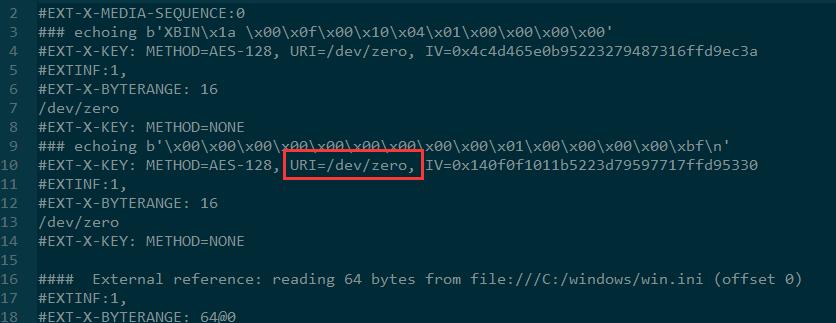 2 #EXT-X-MEDIA-SEQUENCE:0
3 ### echoing b'XBIN\x1a \x00\x0f\x00\x10\x04\x01\x00\x00\x00\x00'
4 #EXT-X-KEY: METHOD=AES-128, URI=/dev/zero, IV=0x4c4d465e0b95223279487316ffd9ec3a
5 #EXTINF:1,
6 #EXT-X-BYTERANGE: 16
7 /dev/zero
8 #EXT-X-KEY: METHOD=NONE
9 ### echoing b'\x00\x00\x00\x00\x00\x00\x00\x00\x00\x01\x00\x00\x00\x00\xbf\n'
10 #EXT-X-KEY: METHOD=AES-128, URI=/dev/zero, IV=0x140f0f1011b5223d79597717ffd95330
11 #EXTINF:1,
12 #EXT-X-BYTERANGE: 16
13 /dev/zero
14 #EXT-X-KEY: METHOD=NONE
15
16 ####  External reference: reading 64 bytes from file:///C:/windows/win.ini (offset 0)
17 #EXTINF:1,
18 #EXT-X-BYTERANGE: 64@0